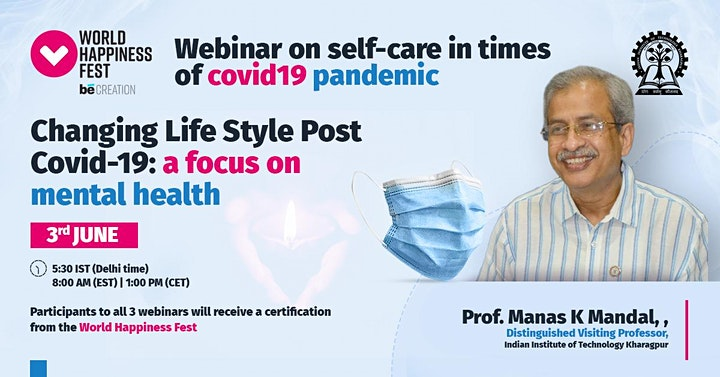 WORLD
HAPPINESS
FEST
bē CREATION
Webinar on self-care in times
of covid19 pandemic
Changing Life Style Post
Covid-19: a focus on
mental health
3rd JUNE
5:30 IST (Delhi time)
8:00 AM (EST) | 1:00 PM (CET)
Participants to all 3 webinars will receive a certification
from the World Happiness Fest
Prof. Manas K Mandal, ,
Distinguished Visiting Professor,
Indian Institute of Technology Kharagpur